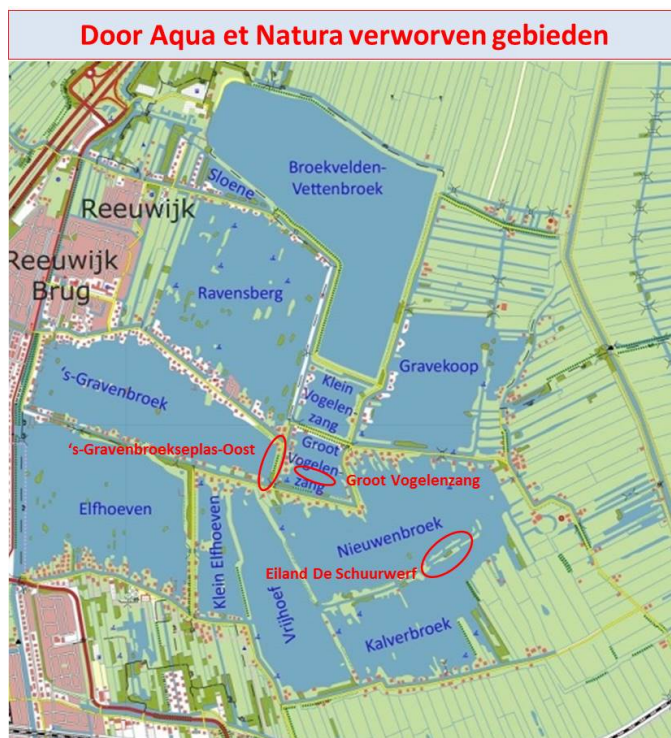 Door Aqua et Natura verworven gebieden
Broekvelden-
Vettenbroek
Sloene
Reeuwijk
Reeuwijk
Brug
Ravensberg
Gravekoop
Klein
Vogelen-
zang
's-Gravenbroek
's-Gravenbroekseplas-Oost
Groot
Vogelen-
zang
Groot Vogelenzang
Elfhoeven
Klein Elfhoeven
Nieuwenbroek
Eiland De Schuurwerf
Vrijhoef
Kalverbroek